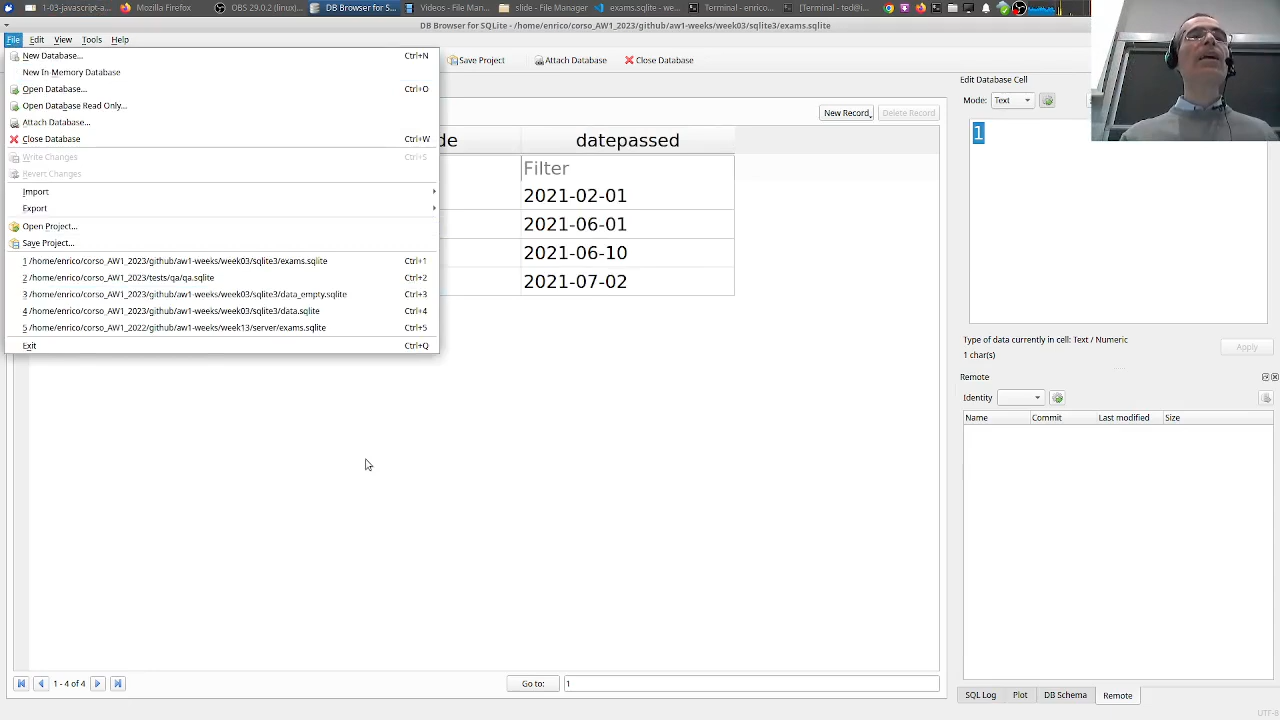 1-03-javascript-a...
Mozilla Firefox
OBS 29.0.2 (linux)...
DB Browser for S...
Videos - File Man...
slide - File Manager
exams.sqlite - we...
Terminal - enrico...
[Terminal - ted@i...
DB Browser for SQLite - /home/enrico/corso_AW1_2023/github/aw1-weeks/week03/sqlite3/exams.sqlite
File Edit View Tools Help
New Database... Ctrl+N
New In Memory Database
Open Database... Ctrl+O
Open Database Read Only...
Attach Database...
Close Database Ctrl+W
Write Changes Ctrl+S
Revert Changes
Import
Export
Open Project...
Save Project...
1 /home/enrico/corso_AW1_2023/github/aw1-weeks/week03/sqlite3/exams.sqlite Ctrl+1
2 /home/enrico/corso_AW1_2023/tests/qa/qa.sqlite Ctrl+2
3 /home/enrico/corso_AW1_2023/github/aw1-weeks/week03/sqlite3/data_empty.sqlite Ctrl+3
4 /home/enrico/corso_AW1_2023/github/aw1-weeks/week03/sqlite3/data.sqlite Ctrl+4
5 /home/enrico/corso_AW1_2022/github/aw1-weeks/week13/server/exams.sqlite Ctrl+5
Exit Ctrl+Q
Save Project Attach Database Close Database
New Record Delete Record
de datepassed
Filter
2021-02-01
2021-06-01
2021-06-10
2021-07-02
1 - 4 of 4
Go to: 1
Edit Database Cell
Mode: Text
1
Type of data currently in cell: Text / Numeric
1 char(s)
Apply
Remote
Identity
Name Commit Last modified Size
SQL Log Plot DB Schema Remote
UTF-8